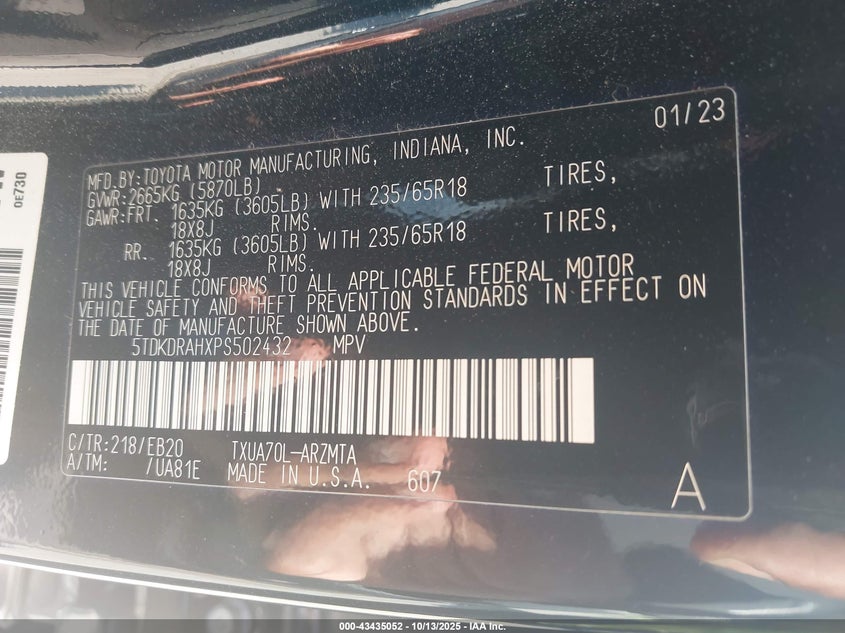 01/23
MFD.BY:TOYOTA MOTOR MANUFACTURING, INDIANA, INC.
GVWR:2665KG (5870LB)
GAWR:FRT. 1635KG (3605LB) WITH 235/65R18 TIRES,
18X8J RIMS.
RR. 1635KG (3605LB) WITH 235/65R18 TIRES,
18X8J RIMS.
THIS VEHICLE CONFORMS TO ALL APPLICABLE FEDERAL MOTOR
VEHICLE SAFETY AND THEFT PREVENTION STANDARDS IN EFFECT ON
THE DATE OF MANUFACTURE SHOWN ABOVE.
5TDKDRAHXPS502432 MPV
C/TR:218/EB20 TXUA70L-ARZMTA
A/TM: /UA81E MADE IN U.S.A. 607
A
0E730
000-43435052 - 10/13/2025 - IAA Inc.